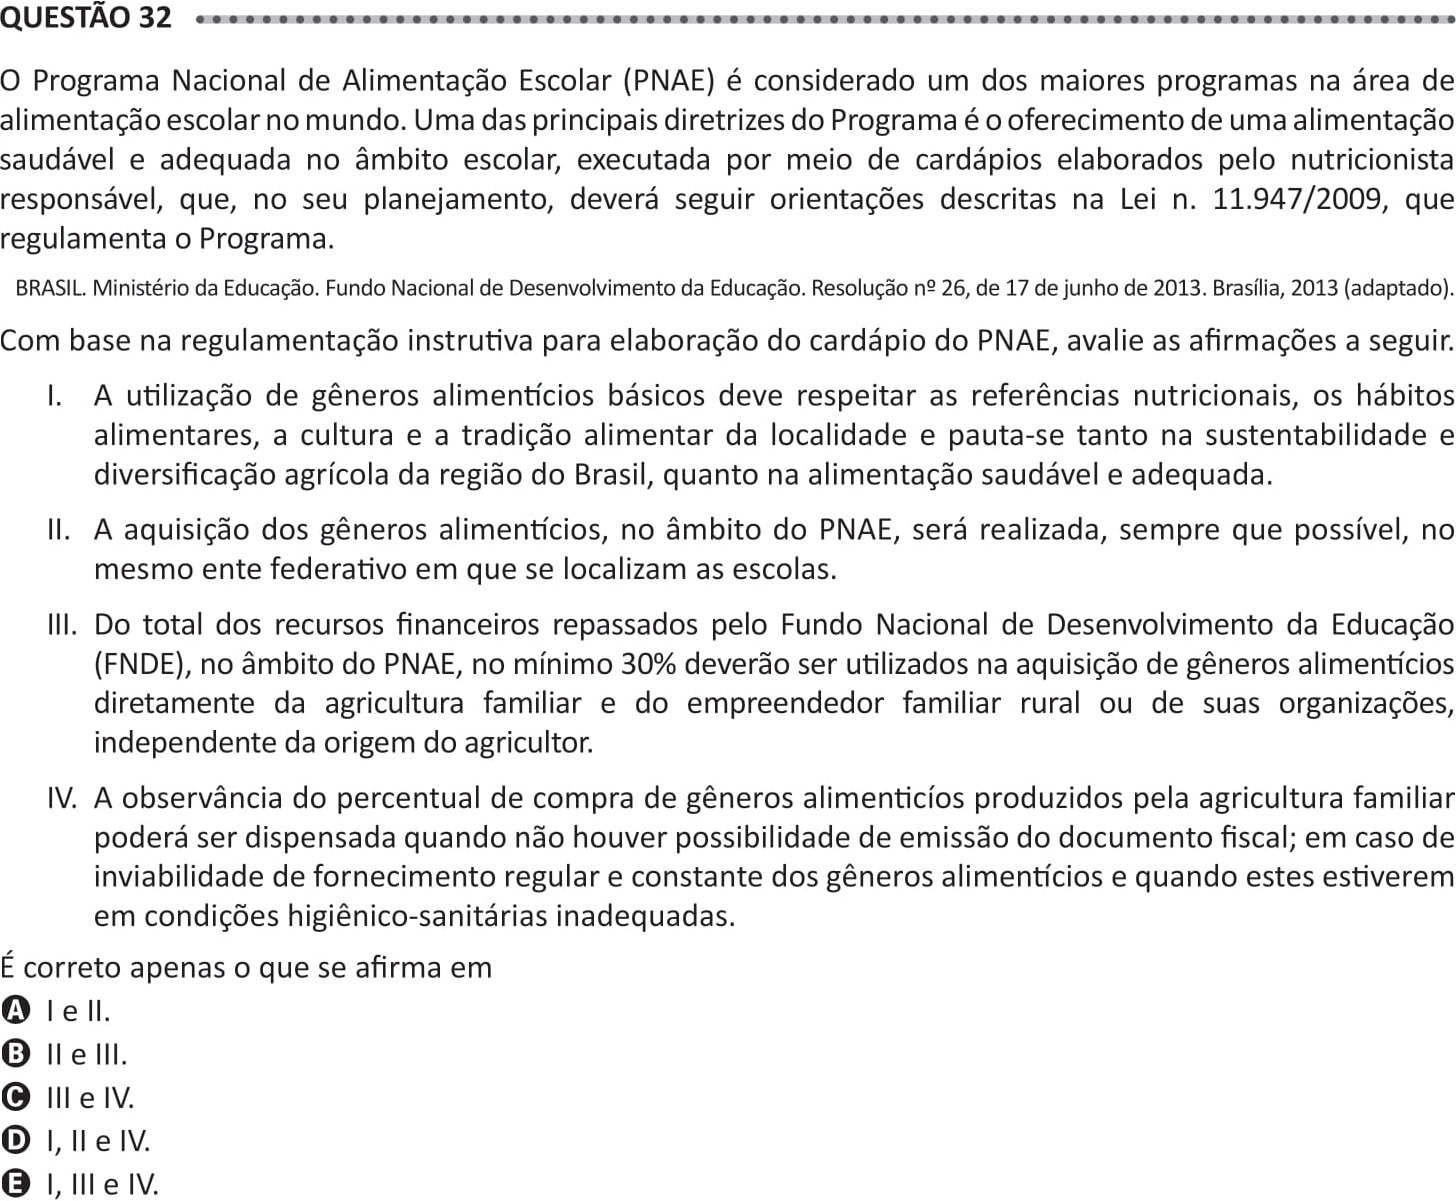 QUESTÃO 32
O Programa Nacional de Alimentação Escolar (PNAE) é considerado um dos maiores programas na área de
alimentação escolar no mundo. Uma das principais diretrizes do Programa é o oferecimento de uma alimentação
saudável e adequada no âmbito escolar, executada por meio de cardápios elaborados pelo nutricionista
responsável, que, no seu planejamento, deverá seguir orientações descritas na Lei n. 11.947/2009, que
regulamenta o Programa.
BRASIL. Ministério da Educação. Fundo Nacional de Desenvolvimento da Educação. Resolução nº 26, de 17 de junho de 2013. Brasília, 2013 (adaptado).
Com base na regulamentação instrutiva para elaboração do cardápio do PNAE, avalie as afirmações a seguir.
I. A utilização de gêneros alimentícios básicos deve respeitar as referências nutricionais, os hábitos
alimentares, a cultura e a tradição alimentar da localidade e pauta-se tanto na sustentabilidade e
diversificação agrícola da região do Brasil, quanto na alimentação saudável e adequada.
II. A aquisição dos gêneros alimentícios, no âmbito do PNAE, será realizada, sempre que possível, no
mesmo ente federativo em que se localizam as escolas.
III. Do total dos recursos financeiros repassados pelo Fundo Nacional de Desenvolvimento da Educação
(FNDE), no âmbito do PNAE, no mínimo 30% deverão ser utilizados na aquisição de gêneros alimentícios
diretamente da agricultura familiar e do empreendedor familiar rural ou de suas organizações,
independente da origem do agricultor.
IV. A observância do percentual de compra de gêneros alimenticíos produzidos pela agricultura familiar
poderá ser dispensada quando não houver possibilidade de emissão do documento fiscal; em caso de
inviabilidade de fornecimento regular e constante dos gêneros alimentícios e quando estes estiverem
em condições higiênico-sanitárias inadequadas.
É correto apenas o que se afirma em
A I e II.
B II e III.
C III e IV.
D I, II e IV.
E I, III e IV.